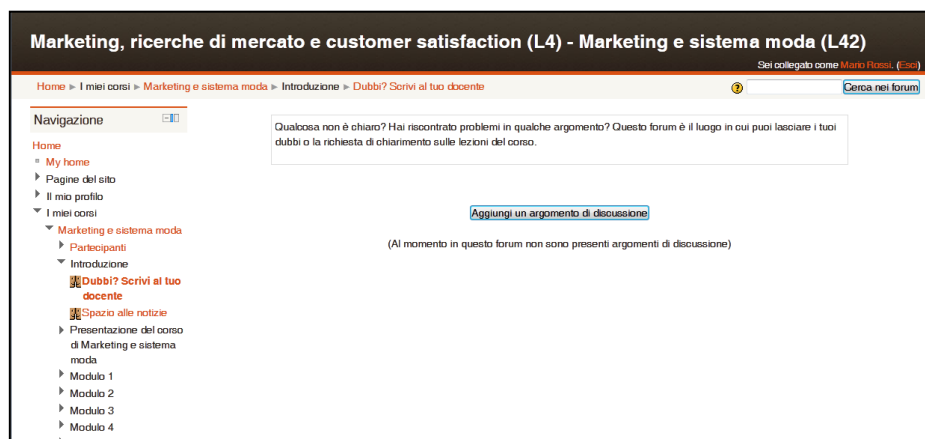 Marketing, ricerche di mercato e customer satisfaction (L4) - Marketing e sistema moda (L42)
Sei collegato come Mario Rossi. (Esci)
Home ► I miei corsi ► Marketing e sistema moda ► Introduzione ► Dubbi? Scrivi al tuo docente
Cerca nei forum
Navigazione
Home
My home
Pagine del sito
Il mio profilo
I miei corsi
Marketing e sistema moda
Partecipanti
Introduzione
Dubbi? Scrivi al tuo
docente
Spazio alle notizie
Presentazione del corso
di Marketing e sistema
moda
Modulo 1
Modulo 2
Modulo 3
Modulo 4
Qualcosa non è chiaro? Hai riscontrato problemi in qualche argomento? Questo forum è il luogo in cui puoi lasciare i tuoi
dubbi o la richiesta di chiarimento sulle lezioni del corso.
Aggiungi un argomento di discussione
(Al momento in questo forum non sono presenti argomenti di discussione)